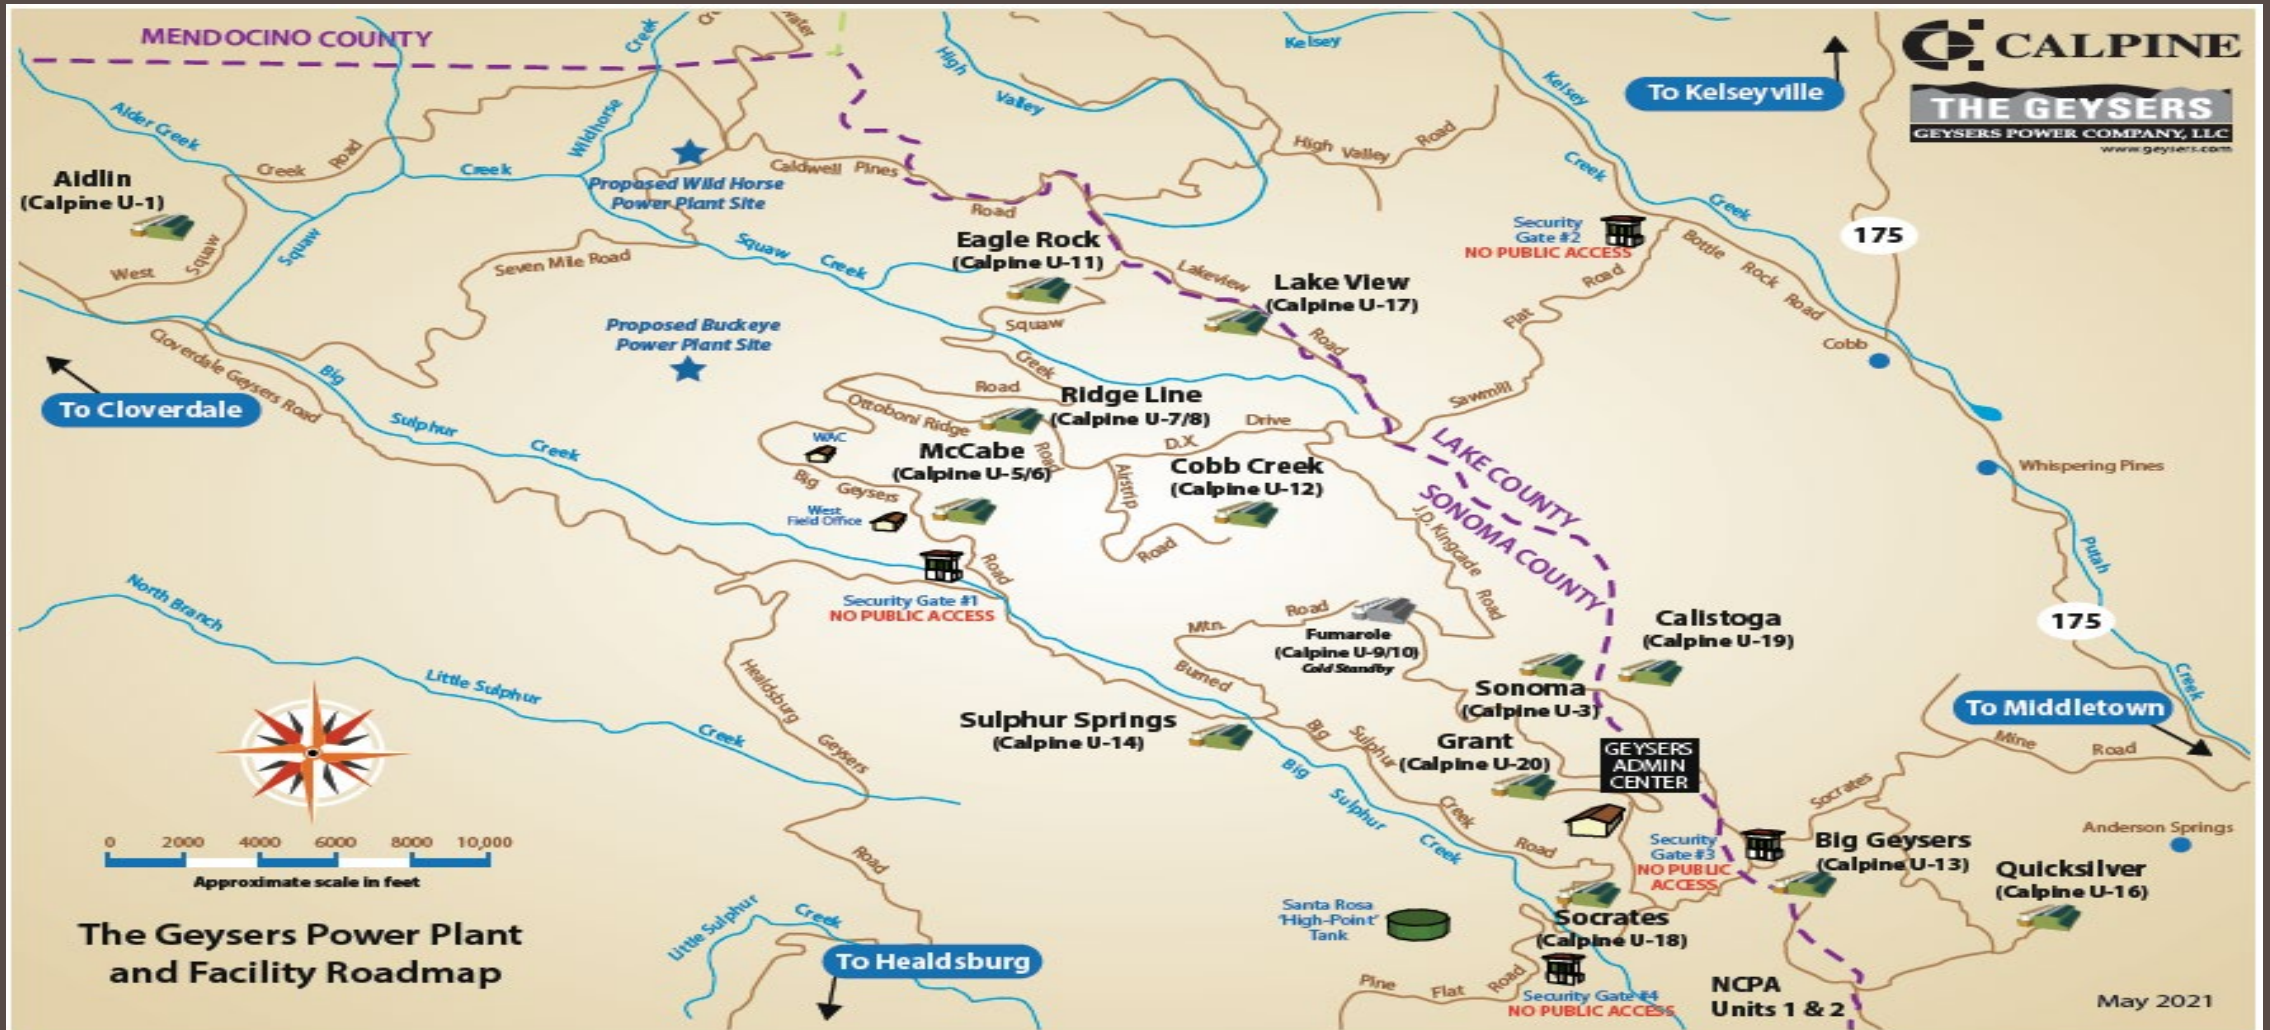 MENDOCINO COUNTY
Creek
High
Valley
Kelsey
Kelsey
Creek
Creek
To Kelseyville
CALPINE
THE GEYSERS
GEYSERS POWER COMPANY, LLC
www.geysers.com
Alder Creek
Creek Road
Creek
Wildhorse
Caldwell Pines
Road
High Valley Road
Aidlin
(Calpine U-1)
Proposed Wild Horse
Power Plant Site
West Squaw
Squaw
Seven Mile Road
Squaw Creek
Eagle Rock
(Calpine U-11)
Lakeview
Road
Lake View
(Calpine U-17)
Security
Gate #2
NO PUBLIC ACCESS
Bottle Rock Road
175
Sawmill Flat Road
Cobb
Proposed Buckeye
Power Plant Site
Squaw
Creek
Road
To Cloverdale
Cloverdale Geysers Road
Big
Sulphur
Creek
Ottoboni Ridge
Road
Ridge Line
(Calpine U-7/8)
D.X. Drive
WAC
McCabe
(Calpine U-5/6)
Cobb Creek
(Calpine U-12)
Airstrip
Road
Big Geysers
Road
West
Field Office
LAKE COUNTY
SONOMA COUNTY
J.D. Kingcade
Road
Whispering Pines
Putah
Creek
175
Security Gate #1
NO PUBLIC ACCESS
North Branch
Little Sulphur
Creek
Healdsburg
Geysers
Road
Burned
Mtn.
Road
Fumarole
(Calpine U-9/10)
Cold Standby
Calistoga
(Calpine U-19)
Sonoma
(Calpine U-3)
Sulphur Springs
(Calpine U-14)
Grant
(Calpine U-20)
GEYSERS
ADMIN
CENTER
Big Sulphur
Creek
Road
Big
Sulphur
Creek
To Middletown
Socrates
Mine Road
Anderson Springs
Security
Gate #3
NO PUBLIC
ACCESS
Big Geysers
(Calpine U-13)
Quicksilver
(Calpine U-16)
Santa Rosa
'High-Point'
Tank
Socrates
(Calpine U-18)
Little Sulphur
Creek
To Healdsburg
Pine Flat Road
Security Gate #4
NO PUBLIC ACCESS
NCPA
Units 1 & 2
0 2000 4000 6000 8000 10,000
Approximate scale in feet
The Geysers Power Plant
and Facility Roadmap
May 2021